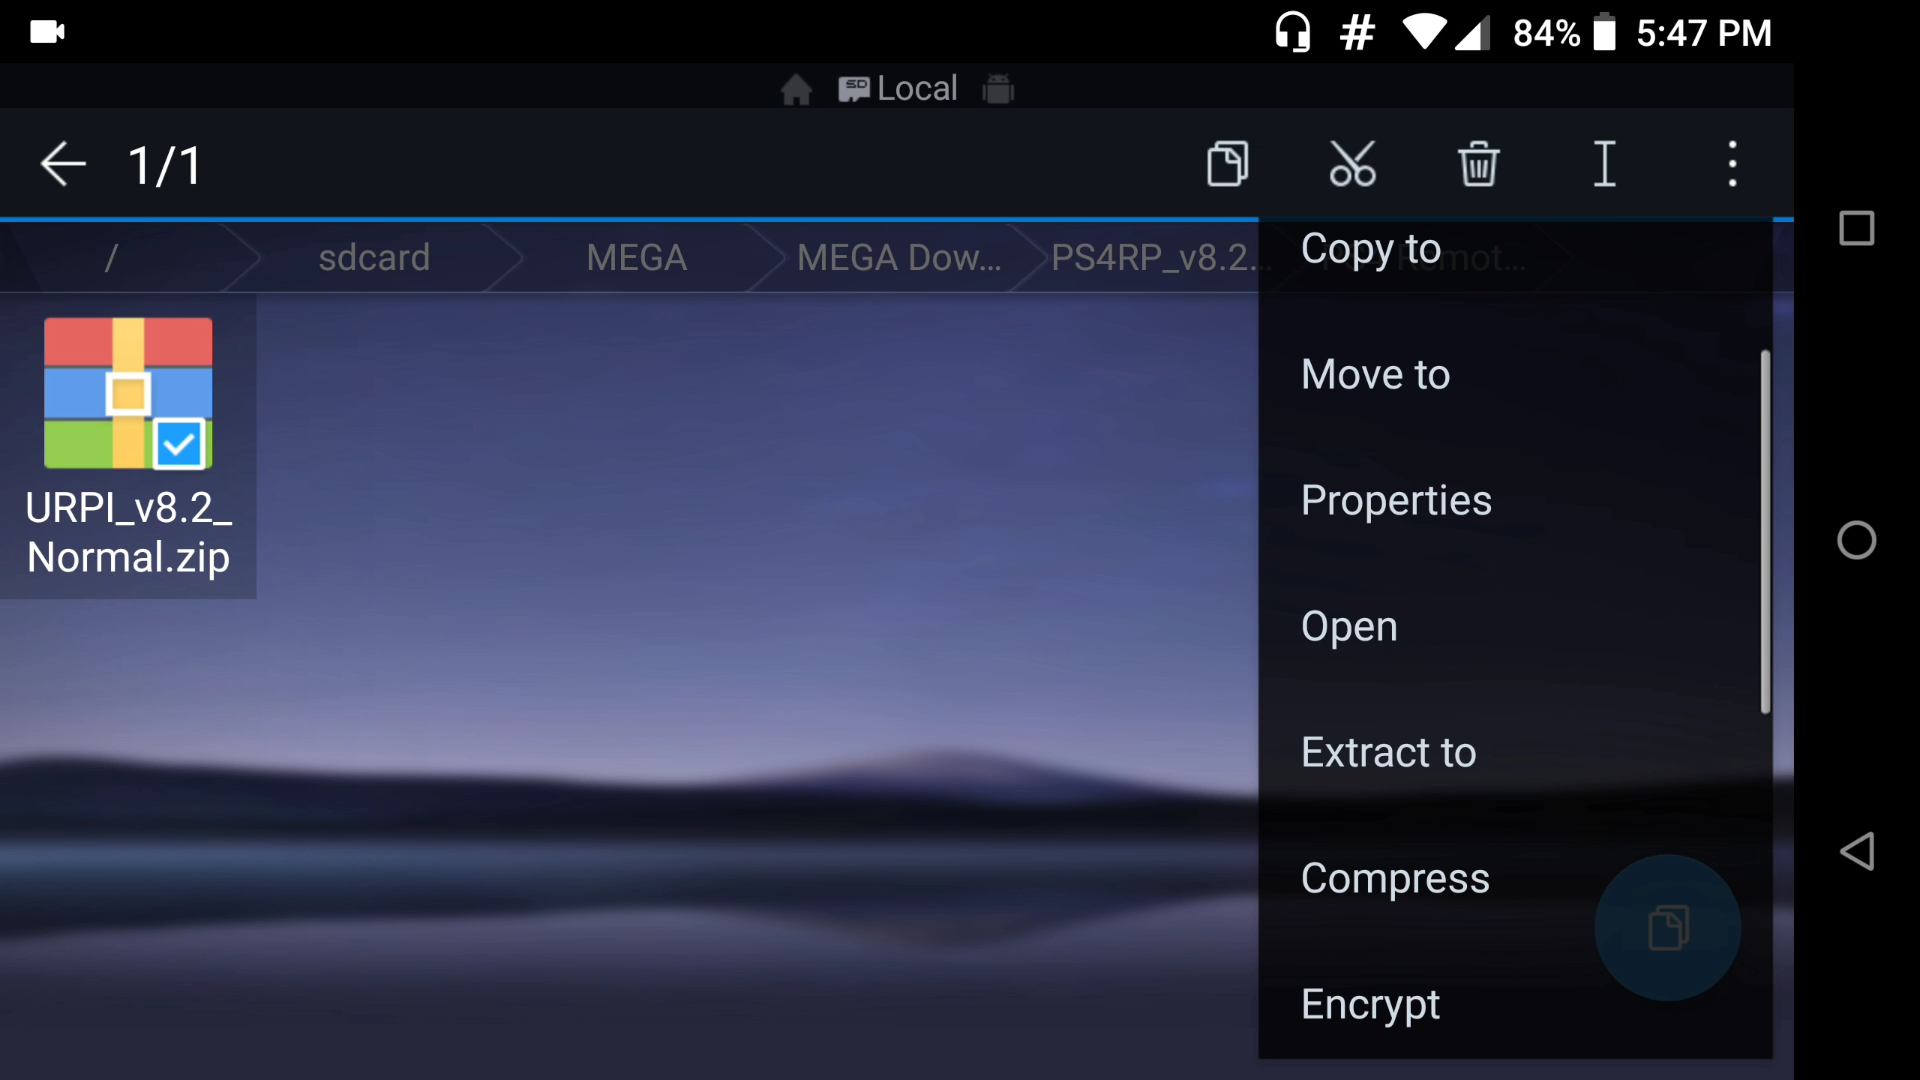 84% 5:47 PM
SD Local
1/1
/ sdcard MEGA MEGA Dow... PS4RP_v8.2...
Copy to
Move to
Properties
Open
Extract to
Compress
Encrypt
URPI_v8.2_
Normal.zip